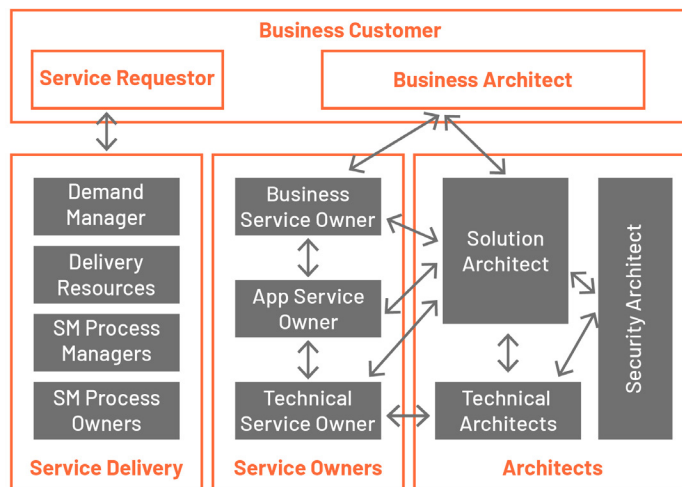 Business Customer
Service Requestor
Business Architect
Demand
Manager
Delivery
Resources
SM Process
Managers
SM Process
Owners
Service Delivery
Business
Service Owner
App Service
Owner
Technical
Service Owner
Service Owners
Solution
Architect
Technical
Architects
Security Architect
Architects